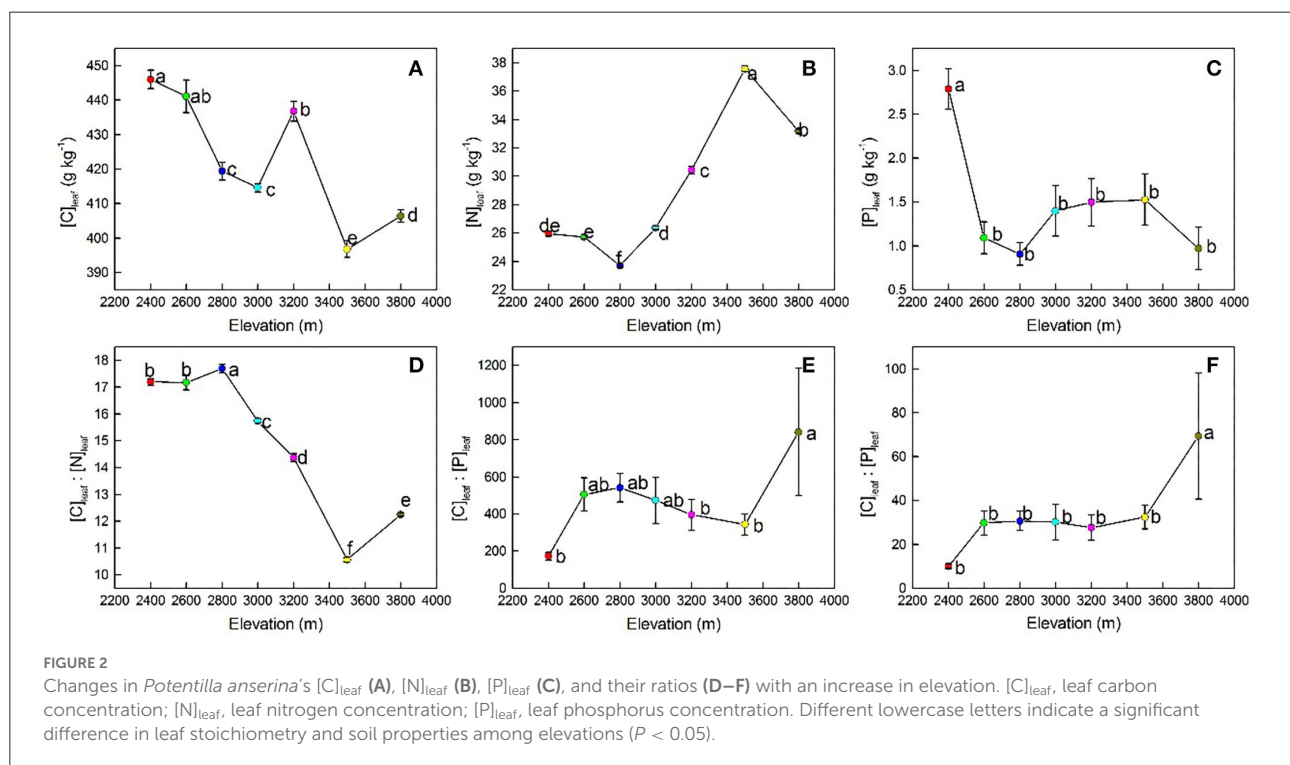 A
[C]leaf (g kg-1)
450
440
430
420
410
400
390
a
ab
c
c
b
e
d
2200 2400 2600 2800 3000 3200 3400 3600 3800 4000
Elevation (m)
B
[N]leaf (g kg-1)
38
36
34
32
30
28
26
24
22
de
e
f
d
c
a
b
2200 2400 2600 2800 3000 3200 3400 3600 3800 4000
Elevation (m)
C
[P]leaf (g kg-1)
3.0
2.5
2.0
1.5
1.0
0.5
a
b
b
b
b
b
b
2200 2400 2600 2800 3000 3200 3400 3600 3800 4000
Elevation (m)
D
[C]leaf : [N]leaf
18
17
16
15
14
13
12
11
10
b
b
a
c
d
f
e
2200 2400 2600 2800 3000 3200 3400 3600 3800 4000
Elevation (m)
E
[C]leaf : [P]leaf
1200
1000
800
600
400
200
0
b
ab
ab
ab
b
b
a
2200 2400 2600 2800 3000 3200 3400 3600 3800 4000
Elevation (m)
F
[C]leaf : [P]leaf
100
80
60
40
20
0
b
b
b
b
b
b
a
2200 2400 2600 2800 3000 3200 3400 3600 3800 4000
Elevation (m)
FIGURE 2
Changes in Potentilla anserina's [C]leaf (A), [N]leaf (B), [P]leaf (C), and their ratios (D–F) with an increase in elevation. [C]leaf, leaf carbon
concentration; [N]leaf, leaf nitrogen concentration; [P]leaf, leaf phosphorus concentration. Different lowercase letters indicate a significant
difference in leaf stoichiometry and soil properties among elevations (P < 0.05).